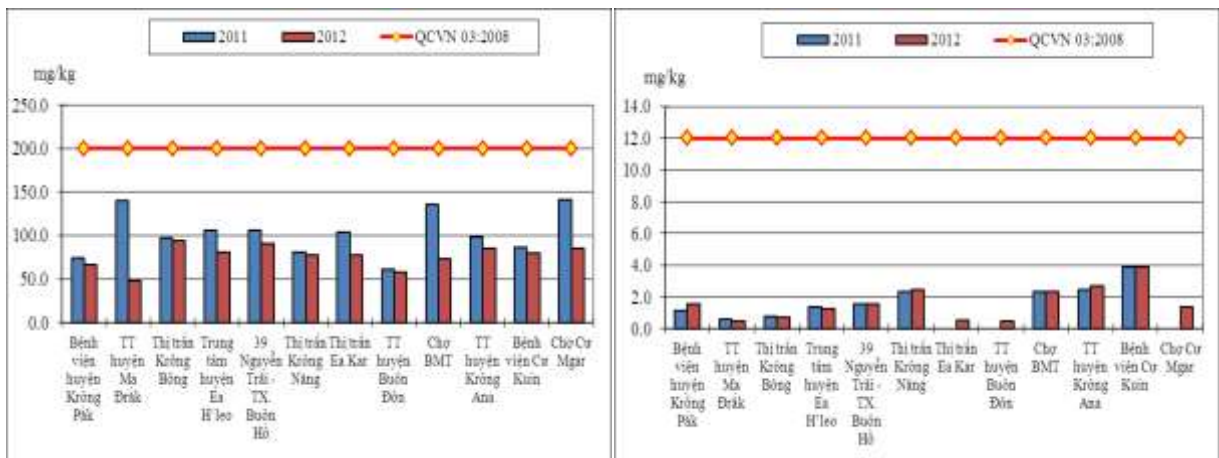 2011 2012 QCVN 03:2008
mg/kg
250.0
200.0
150.0
100.0
50.0
0.0
Bệnh viện huyện Krông Pắk
TT huyện Ma Đrăk
Thị trấn Krông Bông
Trung tâm huyện Ea H'leo
39 Nguyễn Trãi - TX. Buôn Hồ
Thị trấn Krông Năng
Thị trấn Ea Kar
TT huyện Buôn Đôn
Chợ BMT
TT huyện Krông Ana
Bệnh viện Cư Kuin
Chợ Cư Mgar
2011 2012 QCVN 03:2008
mg/kg
14.0
12.0
10.0
8.0
6.0
4.0
2.0
0.0
Bệnh viện huyện Krông Pắk
TT huyện Ma Đrăk
Thị trấn Krông Bông
Trung tâm huyện Ea H'leo
39 Nguyễn Trãi - TX. Buôn Hồ
Thị trấn Krông Năng
Thị trấn Ea Kar
TT huyện Buôn Đôn
Chợ BMT
TT huyện Krông Ana
Bệnh viện Cư Kuin
Chợ Cư Mgar